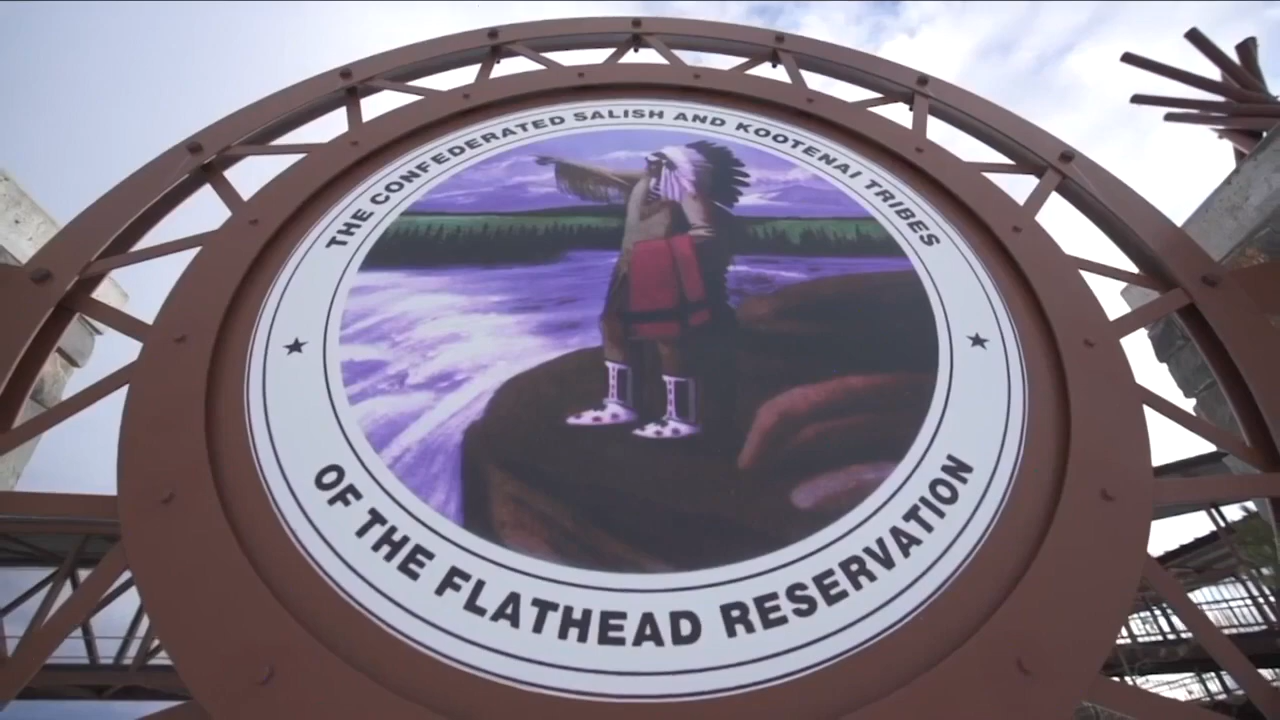 THE CONFEDERATED SALISH AND KOOTENAI TRIBES
OF THE FLATHEAD RESERVATION